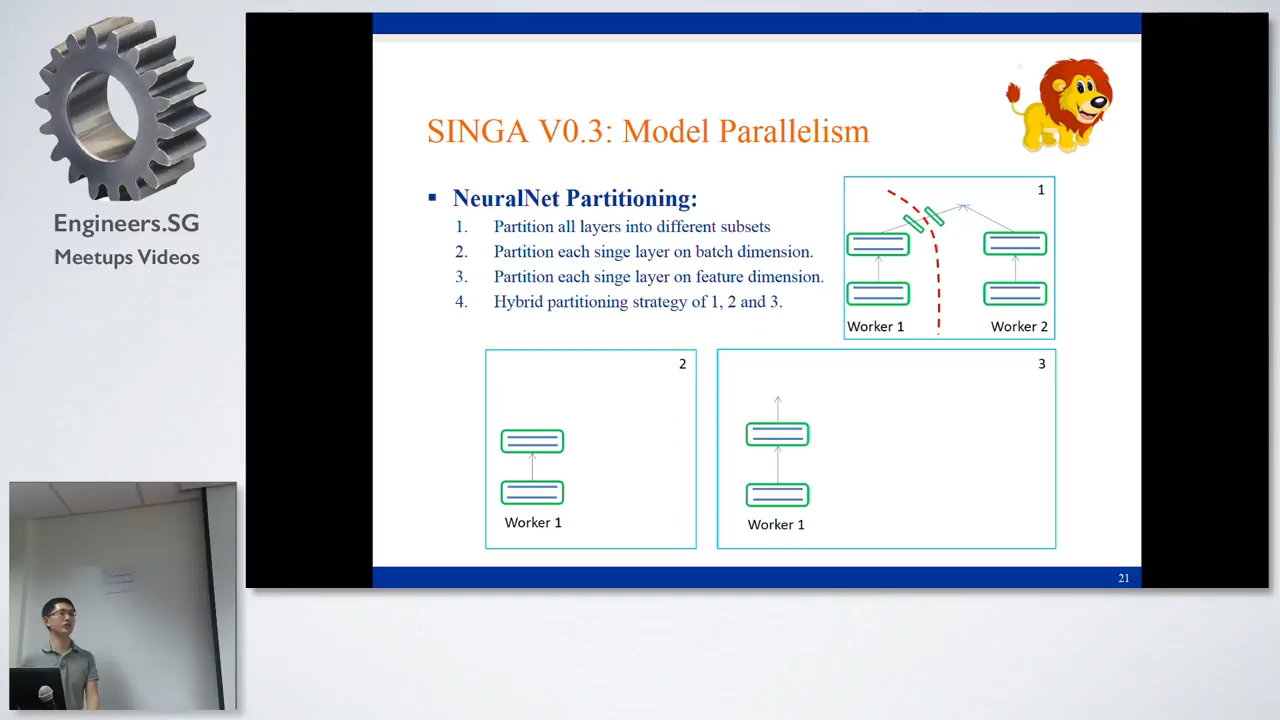 Engineers.SG
Meetups Videos
SINGA V0.3: Model Parallelism
▪ NeuralNet Partitioning:
1. Partition all layers into different subsets
2. Partition each singe layer on batch dimension.
3. Partition each singe layer on feature dimension.
4. Hybrid partitioning strategy of 1, 2 and 3.
1
Worker 1 Worker 2
2
Worker 1
3
Worker 1
21